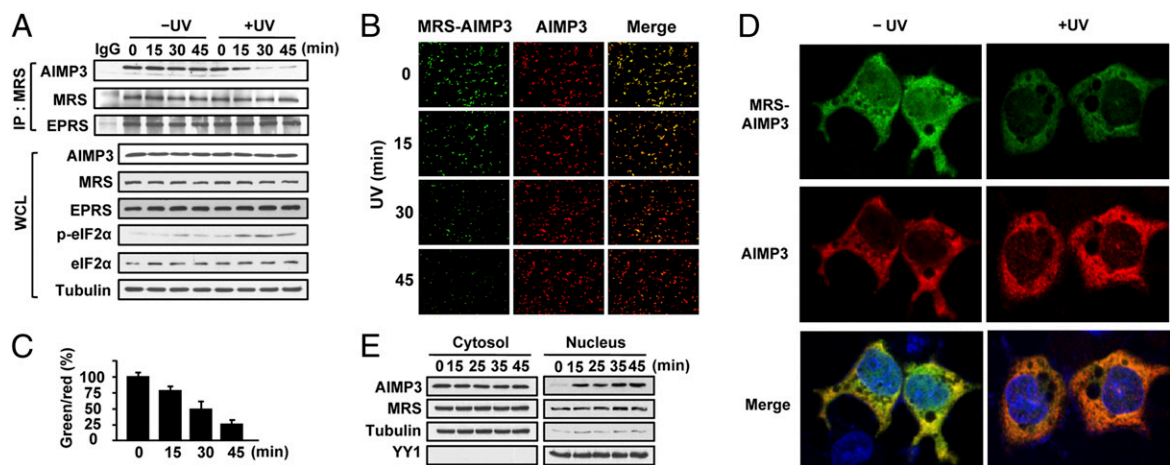 A
−UV +UV
IgG 0 15 30 45 0 15 30 45 (min)
IP : MRS
AIMP3
MRS
EPRS
WCL
AIMP3
MRS
EPRS
p-eIF2α
eIF2α
Tubulin
B
MRS-AIMP3 AIMP3 Merge
UV (min)
0
15
30
45
C
Green/red (%)
100
75
50
25
0
0 15 30 45 (min)
D
− UV +UV
MRS-
AIMP3
AIMP3
Merge
E
Cytosol Nucleus
0 15 25 35 45 0 15 25 35 45 (min)
AIMP3
MRS
Tubulin
YY1